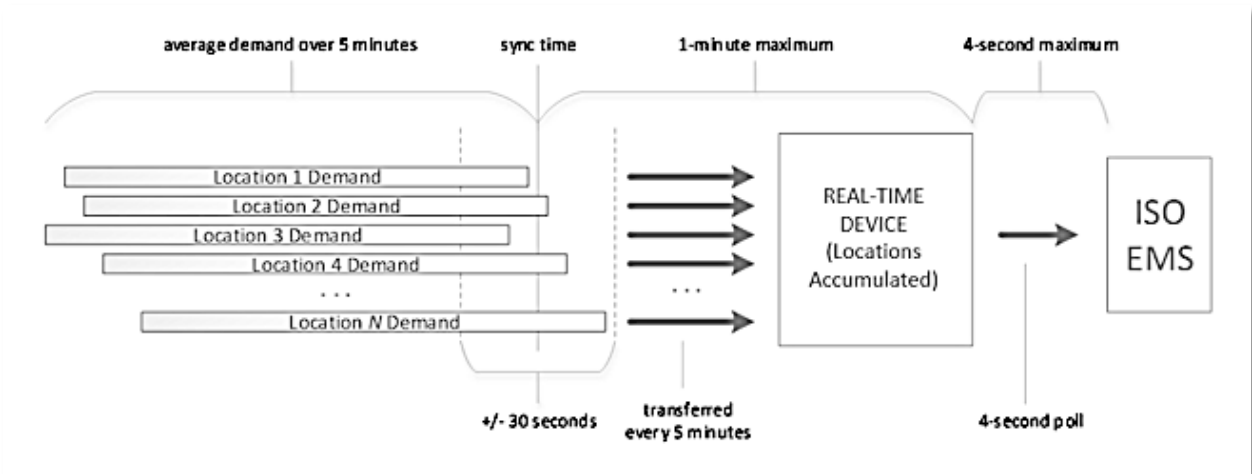 average demand over 5 minutes
sync time
1-minute maximum
4-second maximum
Location 1 Demand
Location 2 Demand
Location 3 Demand
Location 4 Demand
. . .
Location N Demand
. . .
REAL-TIME
DEVICE
(Locations
Accumulated)
ISO
EMS
+/- 30 seconds
transferred
every 5 minutes
4-second poll